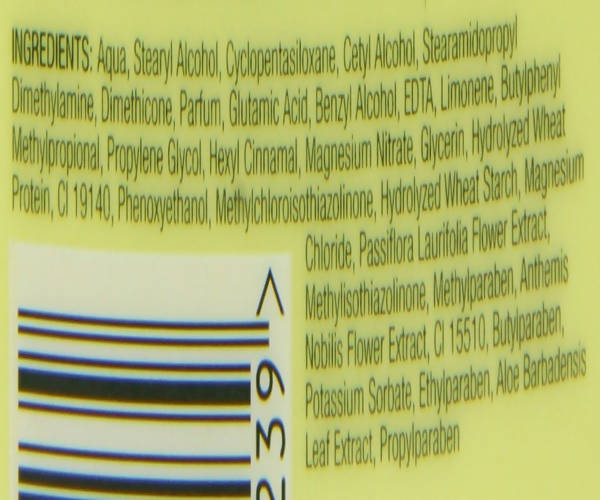 INGREDIENTS: Aqua, Stearyl Alcohol, Cyclopentasiloxane, Cetyl Alcohol, Stearamidopropyl
Dimethylamine, Dimethicone, Parfum, Glutamic Acid, Benzyl Alcohol, EDTA, Limonene, Butylphenyl
Methylpropional, Propylene Glycol, Hexyl Cinnamal, Magnesium Nitrate, Glycerin, Hydrolyzed Wheat
Protein, CI 19140, Phenoxyethanol, Methylchloroisothiazolinone, Hydrolyzed Wheat Starch, Magnesium
Chloride, Passiflora Laurifolia Flower Extract,
Methylisothiazolinone, Methylparaben, Anthemis
Nobilis Flower Extract, CI 15510, Butylparaben,
Potassium Sorbate, Ethylparaben, Aloe Barbadensis
Leaf Extract, Propylparaben
239 >